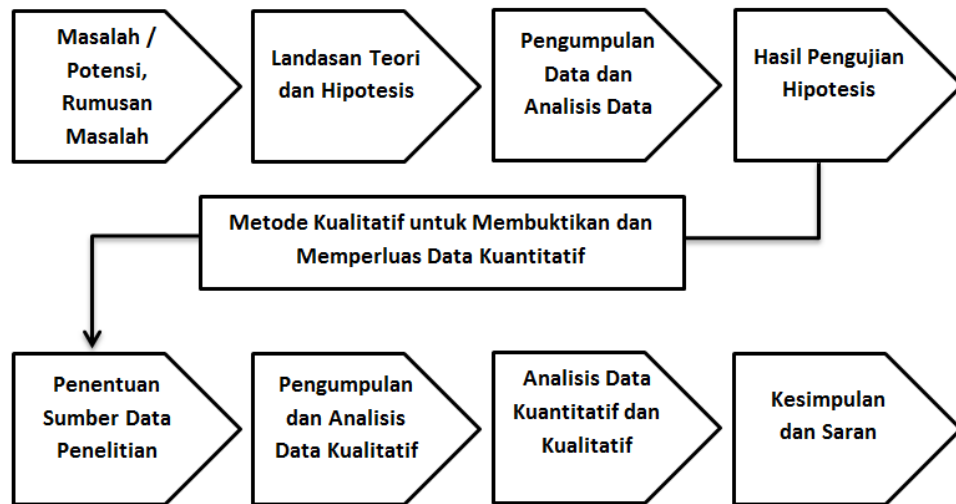 Masalah /
Potensi,
Rumusan
Masalah
Landasan Teori
dan Hipotesis
Pengumpulan
Data dan
Analisis Data
Hasil Pengujian
Hipotesis
Metode Kualitatif untuk Membuktikan dan
Memperluas Data Kuantitatif
Penentuan
Sumber Data
Penelitian
Pengumpulan
dan Analisis
Data Kualitatif
Analisis Data
Kuantitatif dan
Kualitatif
Kesimpulan
dan Saran